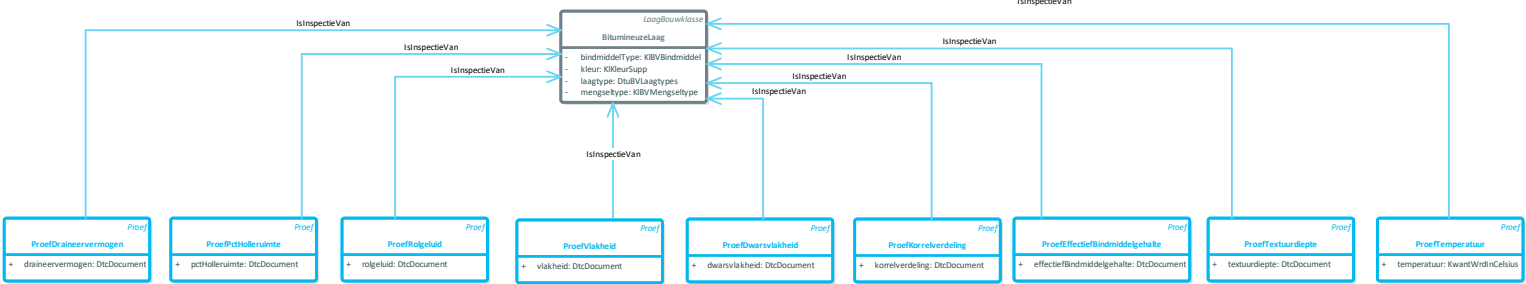 IsInspectieVan
IsInspectieVan
IsInspectieVan
IsInspectieVan
LaagBouwklasse
BitumineuzeLaag
- bindmiddelType: KlBVBindmiddel
- kleur: KlKleurSupp
- laagtype: DtuBVLaagtypes
- mengseltype: KlBVMengseltype
IsInspectieVan
IsInspectieVan
IsInspectieVan
IsInspectieVan
IsInspectieVan
Proef
ProefDraineervermogen
+ draineervermogen: DtcDocument
Proef
ProefPctHolleruimte
+ pctHolleruimte: DtcDocument
Proef
ProefRolgeluid
+ rolgeluid: DtcDocument
Proef
ProefVlakheid
+ vlakheid: DtcDocument
Proef
ProefDwarsvlakheid
+ dwarsvlakheid: DtcDocument
Proef
ProefKorrelverdeling
+ korrelverdeling: DtcDocument
Proef
ProefEffectiefBindmiddelgehalte
+ effectiefBindmiddelgehalte: DtcDocument
Proef
ProefTextuurdiepte
+ textuurdiepte: DtcDocument
Proef
ProefTemperatuur
+ temperatuur: KwantWrdInCelsius